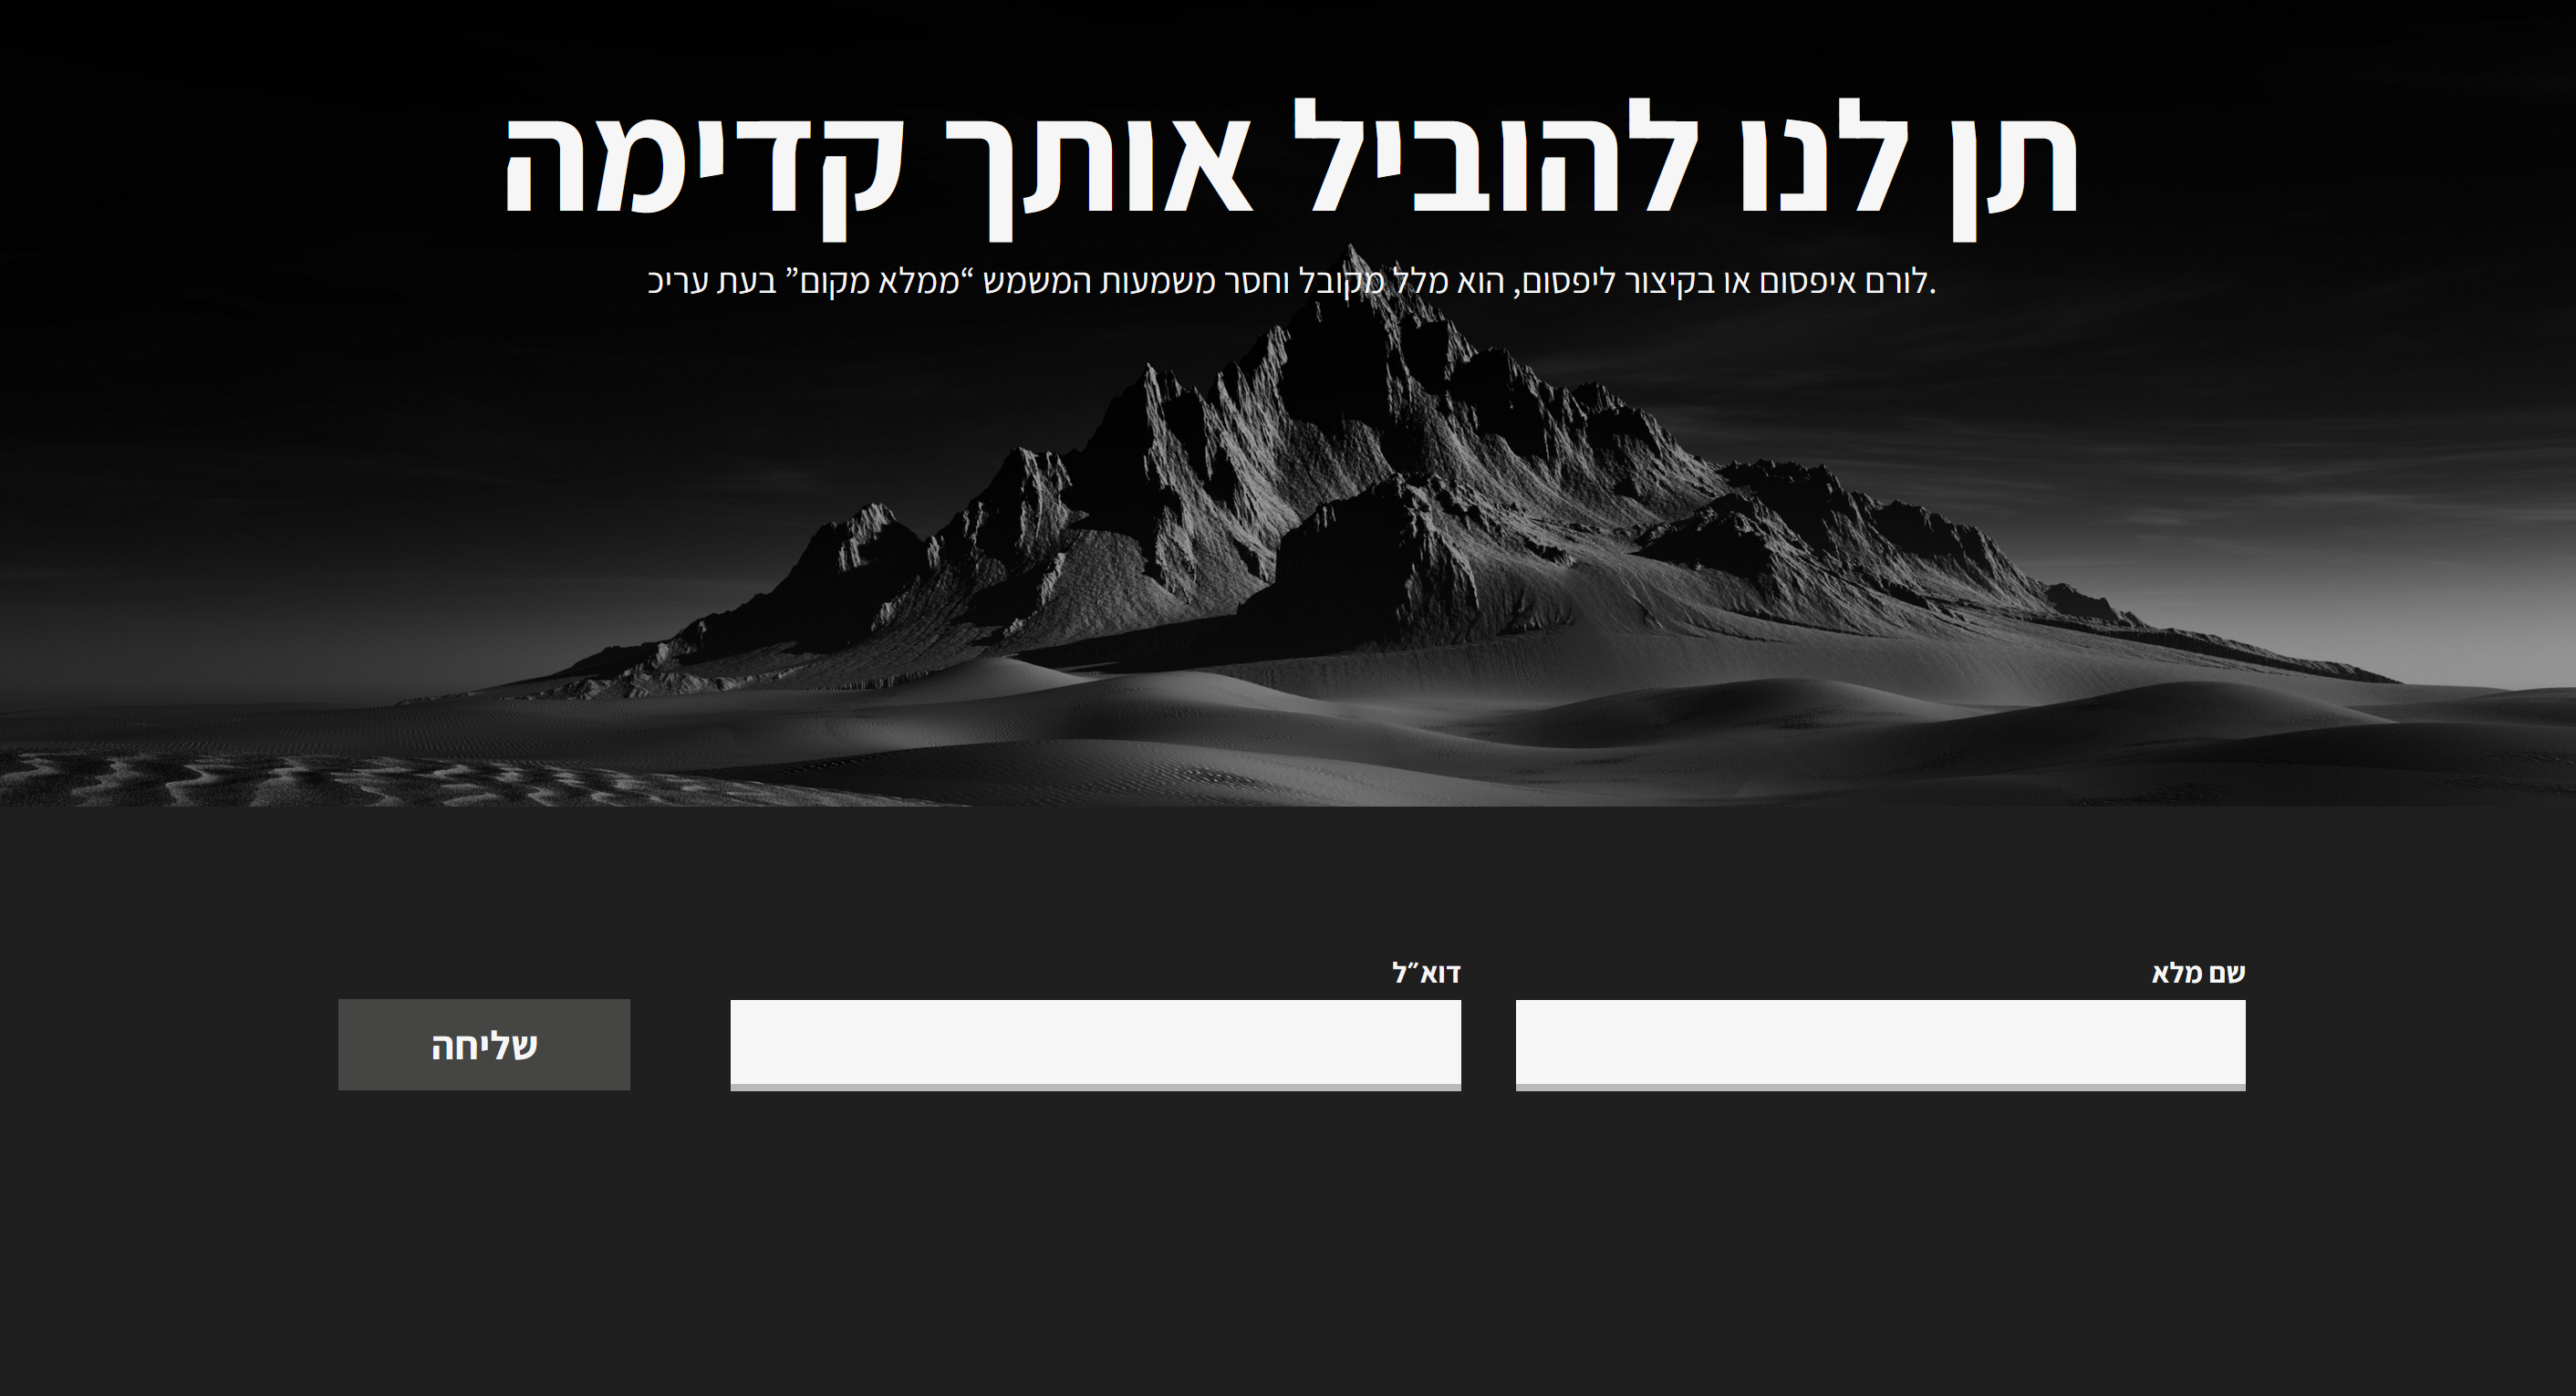 תן לנו להוביל אותך קדימה
.לורם איפסום או בקיצור ליפסום, הוא מלל מקובל וחסר משמעות המשמש “ממלא מקום” בעת עריכ
שם מלא
דוא״ל
שליחה